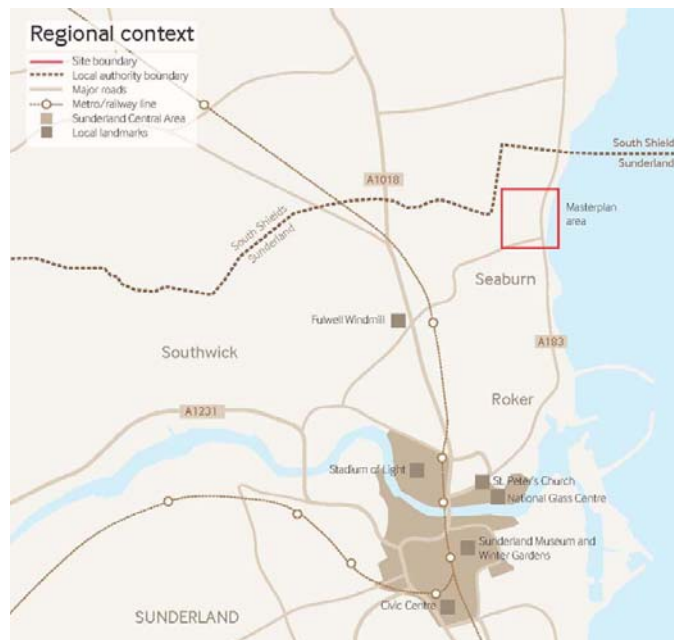 Regional context
Site boundary
Local authority boundary
Major roads
Metro/railway line
Sunderland Central Area
Local landmarks
South Shield
Sunderland
A1018
Masterplan
area
South Shields
Sunderland
Seaburn
Fulwell Windmill
A183
Southwick
Roker
A1231
Stadium of Light
St. Peter's Church
National Glass Centre
Sunderland Museum and
Winter Gardens
Civic Centre
SUNDERLAND